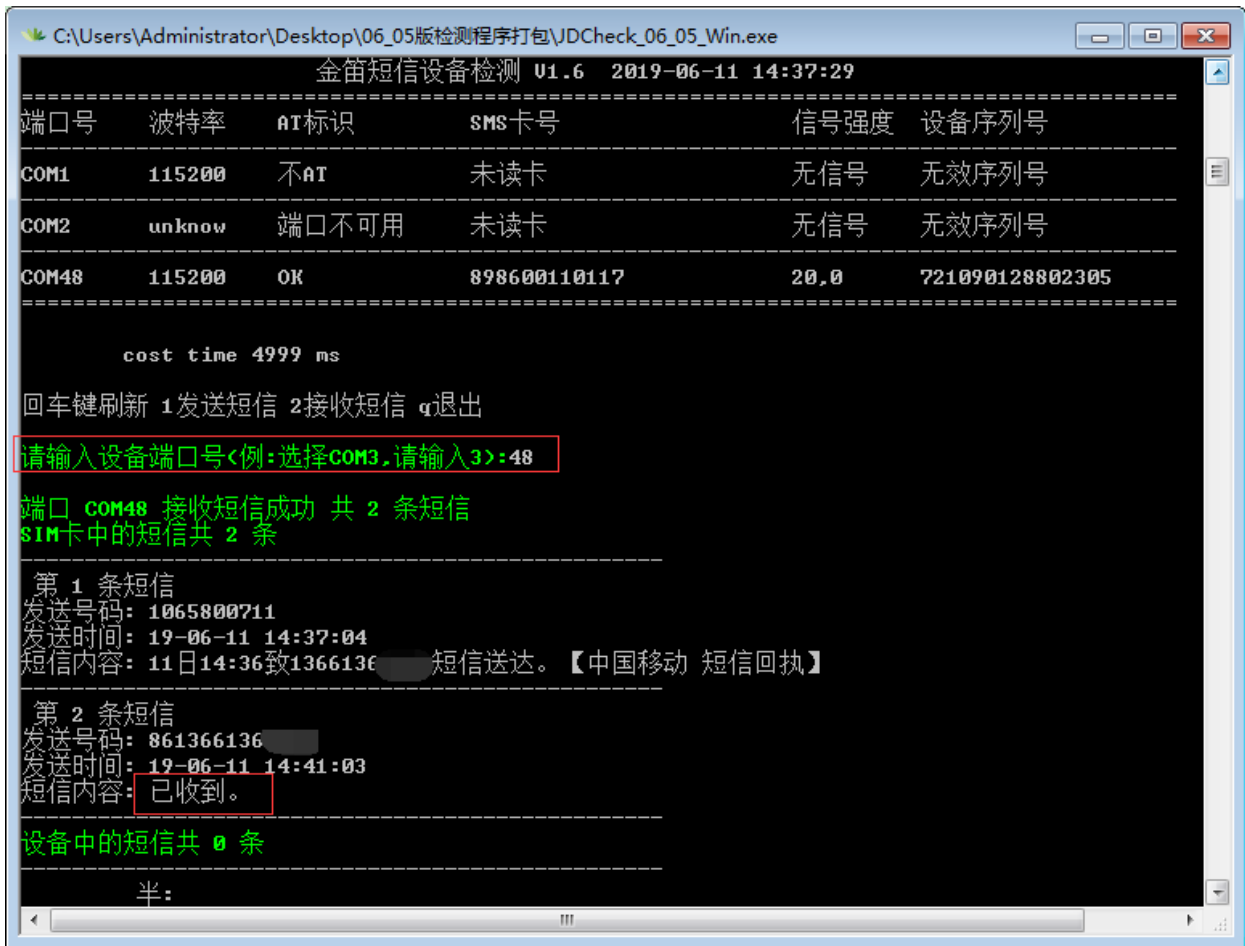 C:\Users\Administrator\Desktop\06_05版检测程序打包\JDCheck_06_05_Win.exe
金笛短信设备检测 V1.6 2019-06-11 14:37:29
端口号 波特率 AT标识 SMS卡号 信号强度 设备序列号
COM1 115200 不AT 未读卡 无信号 无效序列号
COM2 unknow 端口不可用 未读卡 无信号 无效序列号
COM48 115200 OK 898600110117 20,0 721090128802305
cost time 4999 ms
回车键刷新 1发送短信 2接收短信 q退出
请输入设备端口号(例:选择COM3,请输入3):48
端口 COM48 接收短信成功 共 2 条短信
SIM卡中的短信共 2 条
第 1 条短信
发送号码: 1065800711
发送时间: 19-06-11 14:37:04
短信内容: 11日14:36致1366136 短信送达。【中国移动 短信回执】
第 2 条短信
发送号码: 861366136
发送时间: 19-06-11 14:41:03
短信内容: 已收到。
设备中的短信共 0 条
半: